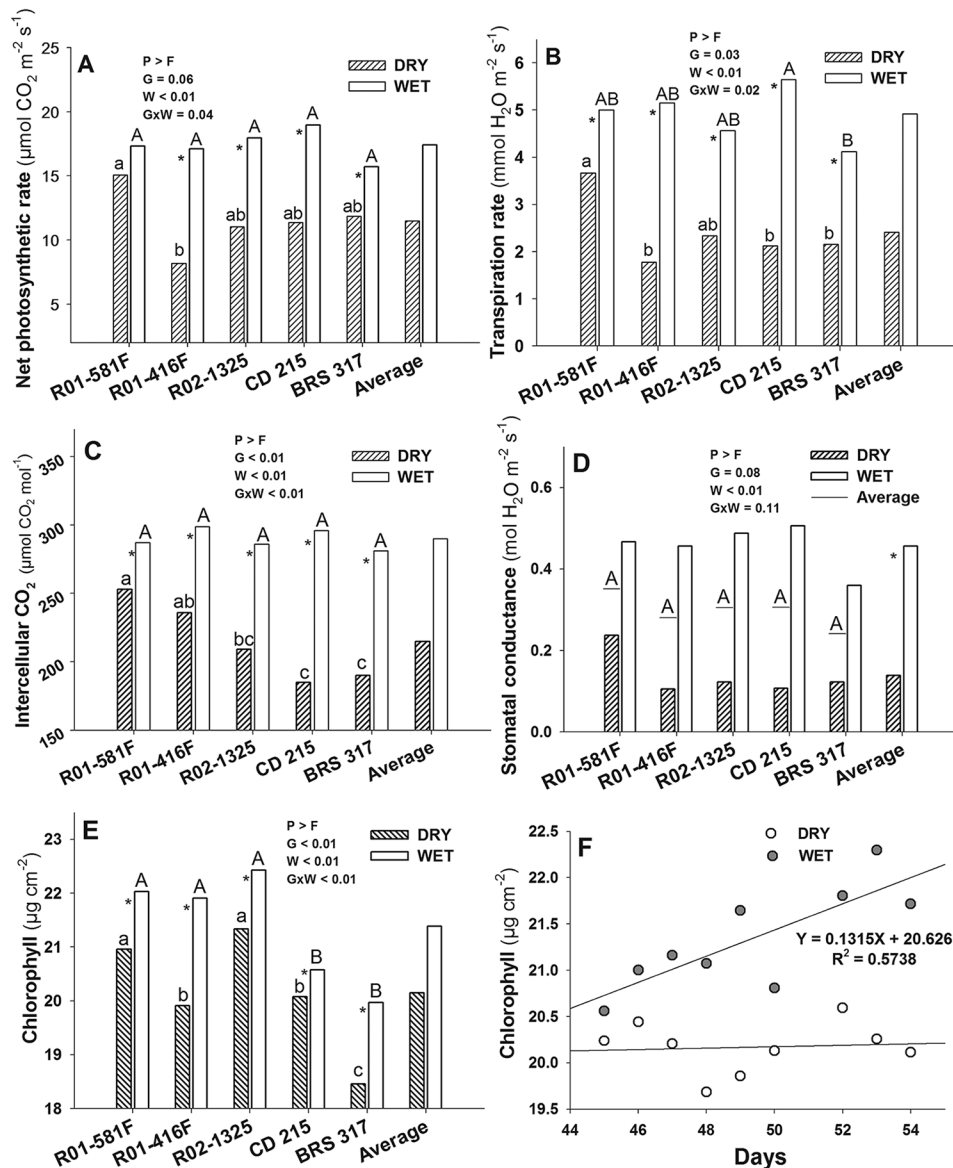 A
P > F
G = 0.06
W < 0.01
GxW = 0.04
DRY
WET
Net photosynthetic rate (µmol CO2 m-2 s-1)
25
20
15
10
5
a A
b * A
ab * A
ab * A
ab * A
R01-581F R01-416F R02-1325 CD 215 BRS 317 Average
B
P > F
G = 0.03
W < 0.01
GxW = 0.02
DRY
WET
Transpiration rate (mmol H2O m-2 s-1)
7
6
5
4
3
2
1
0
a * AB
b * AB
ab * AB
b * A
b * B
R01-581F R01-416F R02-1325 CD 215 BRS 317 Average
C
P > F
G < 0.01
W < 0.01
GxW < 0.01
DRY
WET
Intercellular CO2 (µmol CO2 mol-1)
350
300
250
200
150
a * A
ab * A
bc * A
c * A
c * A
R01-581F R01-416F R02-1325 CD 215 BRS 317 Average
D
P > F
G = 0.08
W < 0.01
GxW = 0.11
DRY
WET
Average
Stomatal conductance (mol H2O m-2 s-1)
0.6
0.4
0.2
0.0
A A A A A *
R01-581F R01-416F R02-1325 CD 215 BRS 317 Average
E
P > F
G < 0.01
W < 0.01
GxW < 0.01
DRY
WET
Chlorophyll (µg cm-2)
23
22
21
20
19
18
a * A
b * A
a * A
b * B
c * B
R01-581F R01-416F R02-1325 CD 215 BRS 317 Average
F
DRY
WET
Chlorophyll (µg cm-2)
22.5
22.0
21.5
21.0
20.5
20.0
19.5
Y = 0.1315X + 20.626
R2 = 0.5738
44 46 48 50 52 54
Days